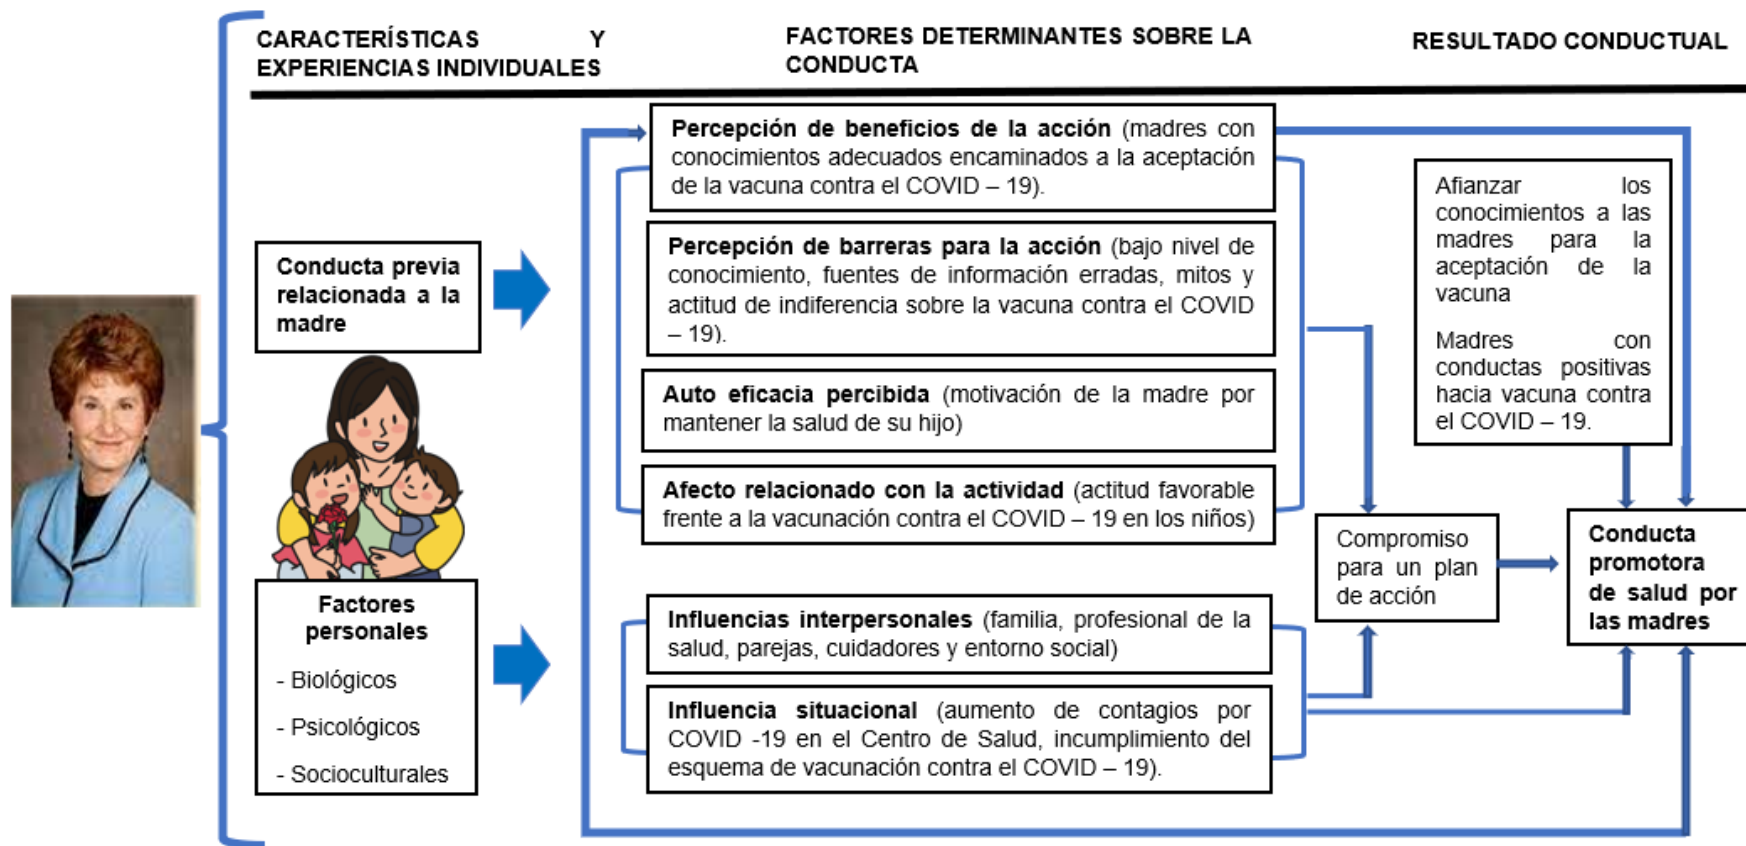 CARACTERÍSTICAS Y
EXPERIENCIAS INDIVIDUALES
FACTORES DETERMINANTES SOBRE LA
CONDUCTA
RESULTADO CONDUCTUAL
Conducta previa
relacionada a la
madre
Factores
personales
- Biológicos
- Psicológicos
- Socioculturales
Percepción de beneficios de la acción (madres con
conocimientos adecuados encaminados a la aceptación
de la vacuna contra el COVID – 19).
Percepción de barreras para la acción (bajo nivel de
conocimiento, fuentes de información erradas, mitos y
actitud de indiferencia sobre la vacuna contra el COVID
– 19).
Auto eficacia percibida (motivación de la madre por
mantener la salud de su hijo)
Afecto relacionado con la actividad (actitud favorable
frente a la vacunación contra el COVID – 19 en los niños)
Influencias interpersonales (familia, profesional de la
salud, parejas, cuidadores y entorno social)
Influencia situacional (aumento de contagios por
COVID -19 en el Centro de Salud, incumplimiento del
esquema de vacunación contra el COVID – 19).
Afianzar los
conocimientos a las
madres para la
aceptación de la
vacuna
Madres con
conductas positivas
hacia vacuna contra
el COVID – 19.
Compromiso
para un plan
de acción
Conducta
promotora
de salud por
las madres